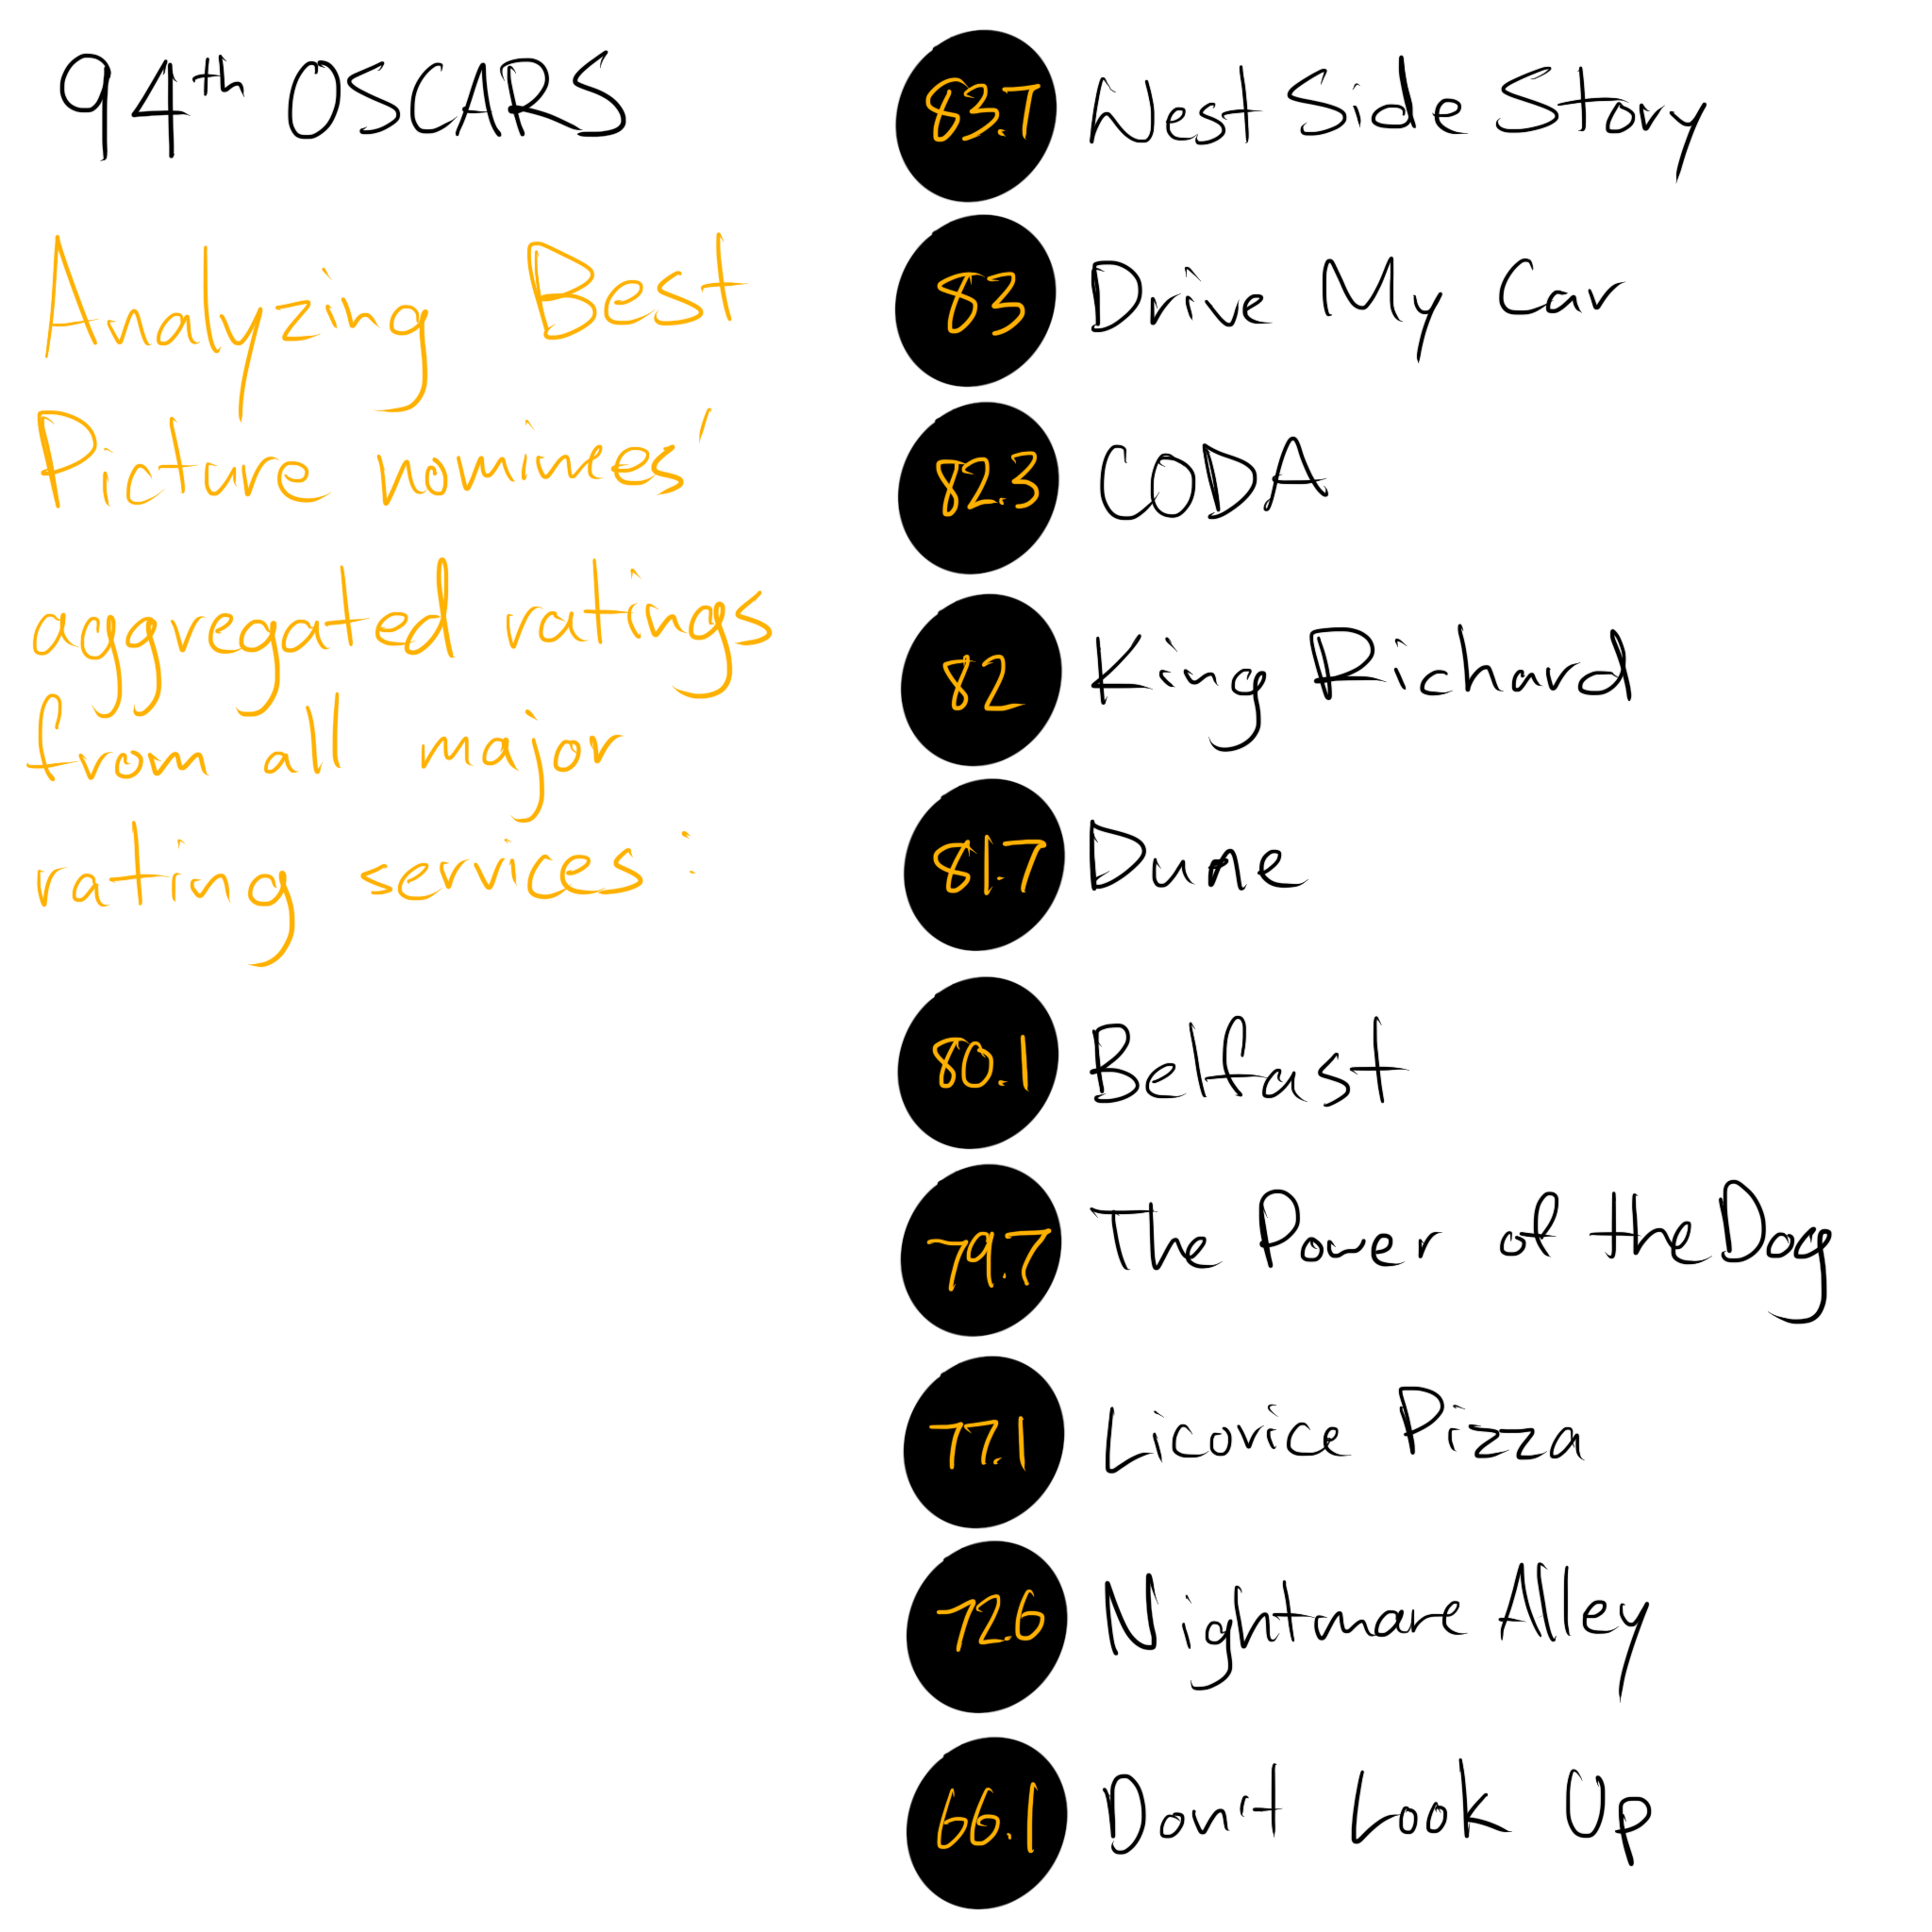 94th OSCARS
Analyzing Best
Picture nominees'
aggregated ratings
from all major
rating services:
83.7 West Side Story
83 Drive My Car
82.3 CODA
82 King Richard
81.7 Dune
80.1 Belfast
79.7 The Power of the Dog
77.1 Licorice Pizza
72.6 Nightmare Alley
66.1 Don't Look Up